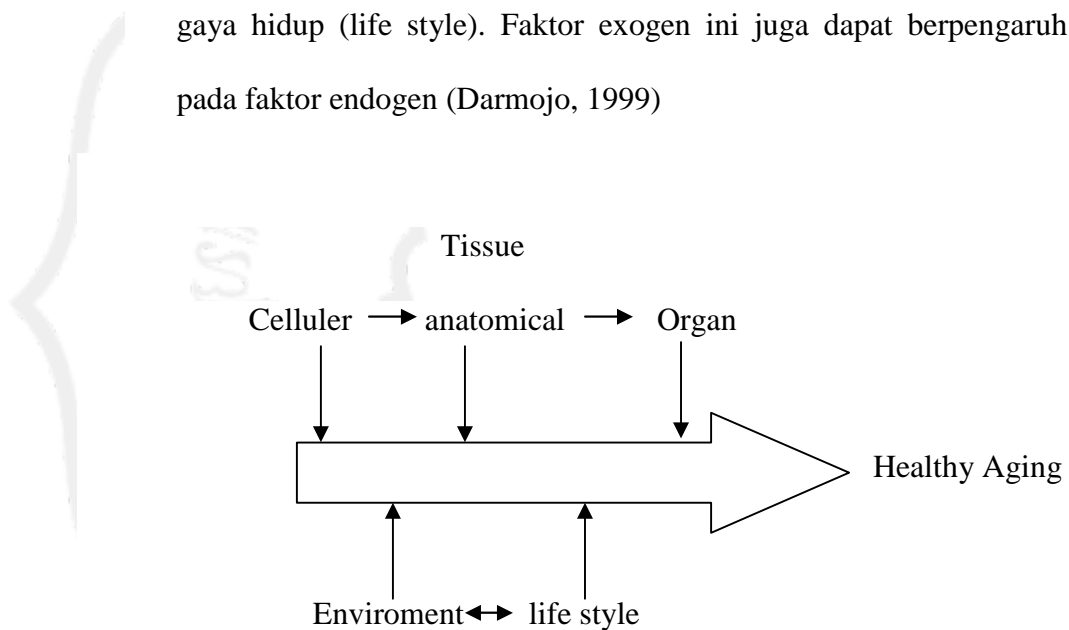 gaya hidup (life style). Faktor exogen ini juga dapat berpengaruh
pada faktor endogen (Darmojo, 1999)
Tissue
Celluler anatomical Organ
Healthy Aging
Enviroment life style